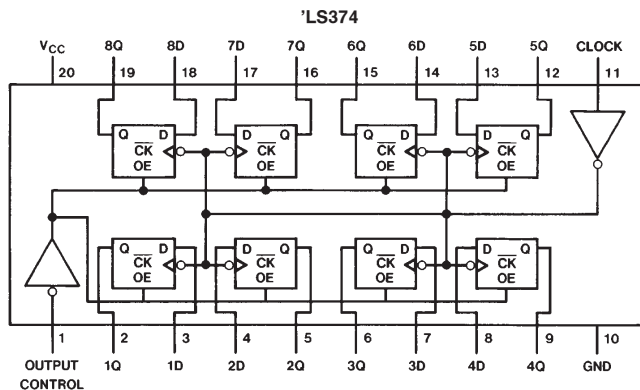 'LS374
VCC 8Q 8D 7D 7Q 6Q 6D 5D 5Q CLOCK
20 19 18 17 16 15 14 13 12 11
Q D D Q Q D D Q
CK CK CK CK
OE OE OE OE
Q D D Q Q D D Q
CK CK CK CK
OE OE OE OE
1 2 3 4 5 6 7 8 9 10
OUTPUT CONTROL 1Q 1D 2D 2Q 3Q 3D 4D 4Q GND